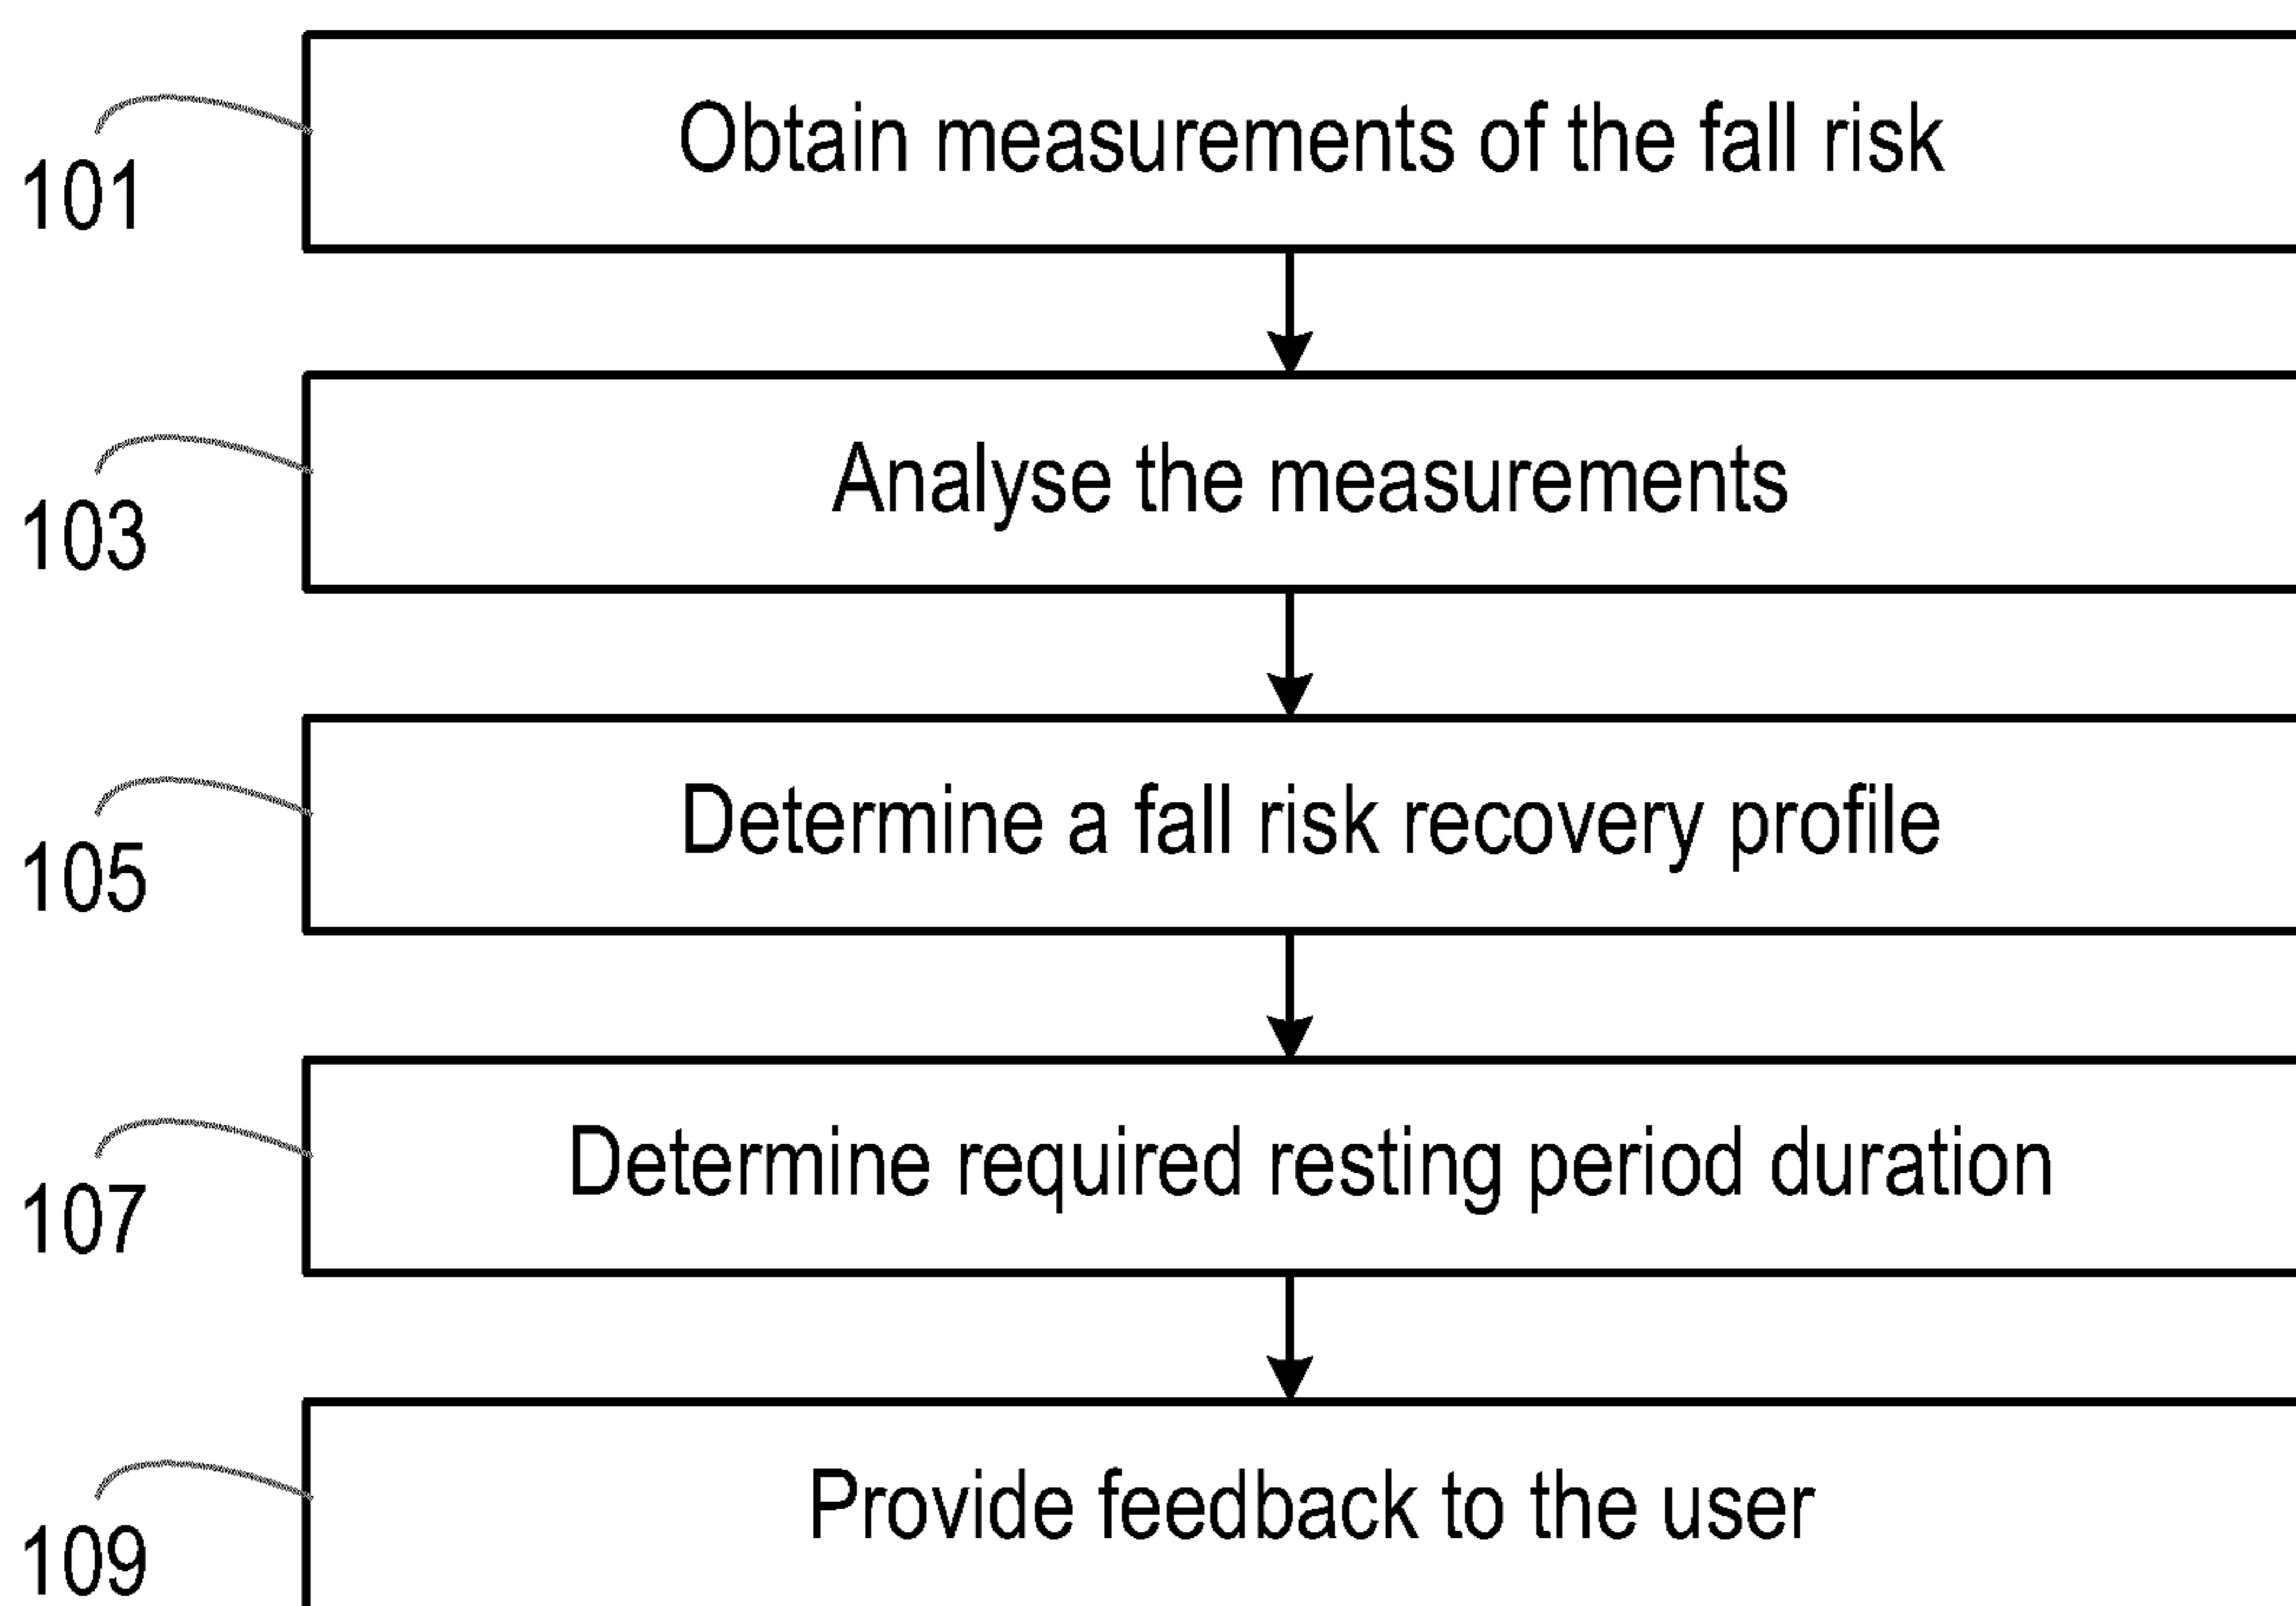 Obtain measurements of the fall risk
101
Analyse the measurements
103
Determine a fall risk recovery profile
105
Determine required resting period duration
107
Provide feedback to the user
109